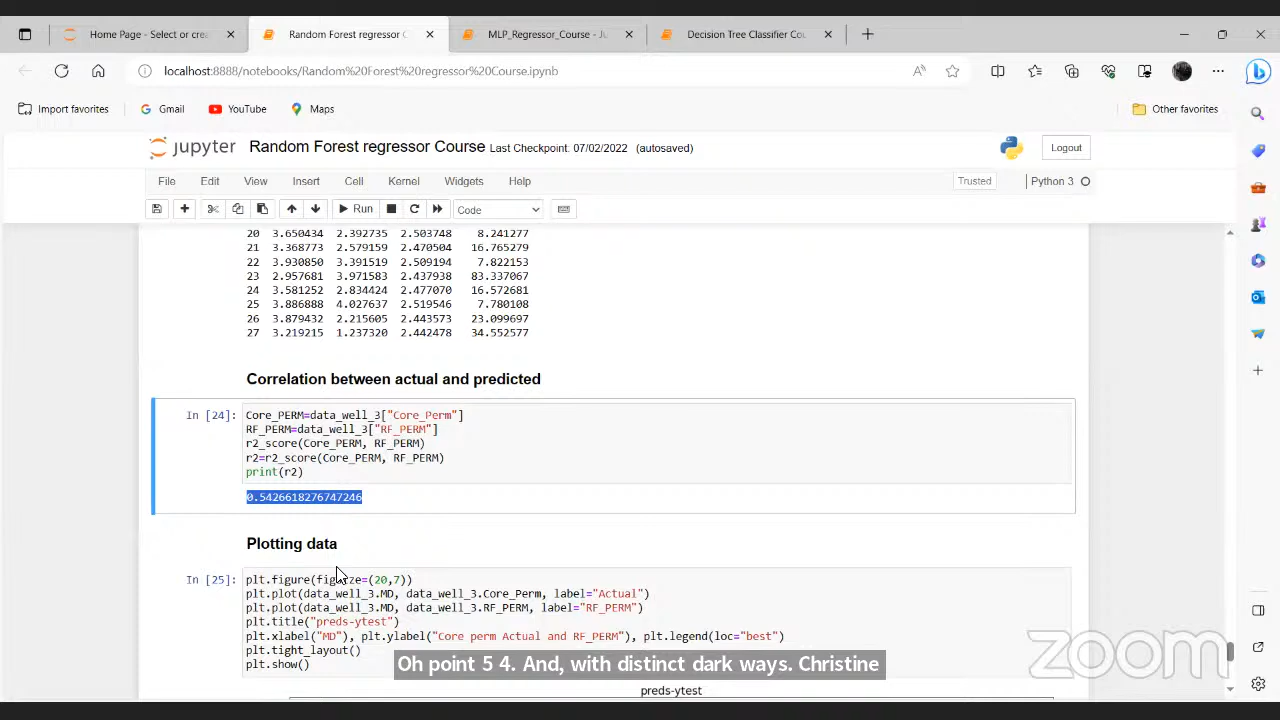 Home Page - Select or crea
Random Forest regressor C
MLP_Regressor_Course - Ju
Decision Tree Classifier Cou
localhost:8888/notebooks/Random%20Forest%20regressor%20Course.ipynb
Import favorites
Gmail
YouTube
Maps
Other favorites
jupyter Random Forest regressor Course Last Checkpoint: 07/02/2022 (autosaved)
Logout
File Edit View Insert Cell Kernel Widgets Help
Trusted
Python 3
Run
Code
20 3.650434 2.392735 2.503748 8.241277
21 3.368773 2.579159 2.470504 16.765279
22 3.930850 3.391519 2.509194 7.822153
23 2.957681 3.971583 2.437938 83.337067
24 3.581252 2.834424 2.477070 16.572681
25 3.886888 4.027637 2.519546 7.780108
26 3.879432 2.215605 2.443573 23.099697
27 3.219215 1.237320 2.442478 34.552577
Correlation between actual and predicted
In [24]: Core_PERM=data_well_3["Core_Perm"]
RF_PERM=data_well_3["RF_PERM"]
r2_score(Core_PERM, RF_PERM)
r2=r2_score(Core_PERM, RF_PERM)
print(r2)
0.5426618276747246
Plotting data
In [25]: plt.figure(figsize=(20,7))
plt.plot(data_well_3.MD, data_well_3.Core_Perm, label="Actual")
plt.plot(data_well_3.MD, data_well_3.RF_PERM, label="RF_PERM")
plt.title("preds-ytest")
plt.xlabel("MD"), plt.ylabel("Core perm Actual and RF_PERM"), plt.legend(loc="best")
plt.tight_layout()
plt.show()
Oh point 5 4. And, with distinct dark ways. Christine
zoom
preds-ytest